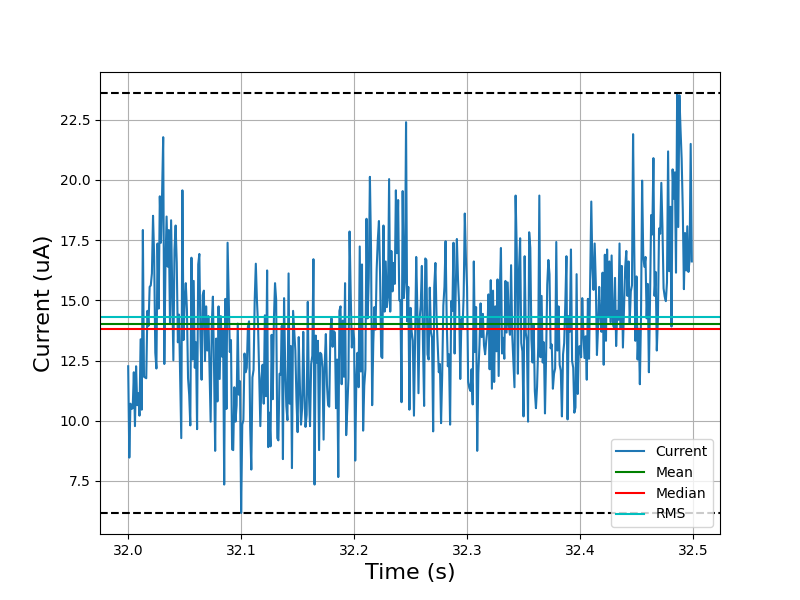 22.5
20.0
17.5
15.0
12.5
10.0
7.5
Current (uA)
32.0 32.1 32.2 32.3 32.4 32.5
Time (s)
Current
Mean
Median
RMS